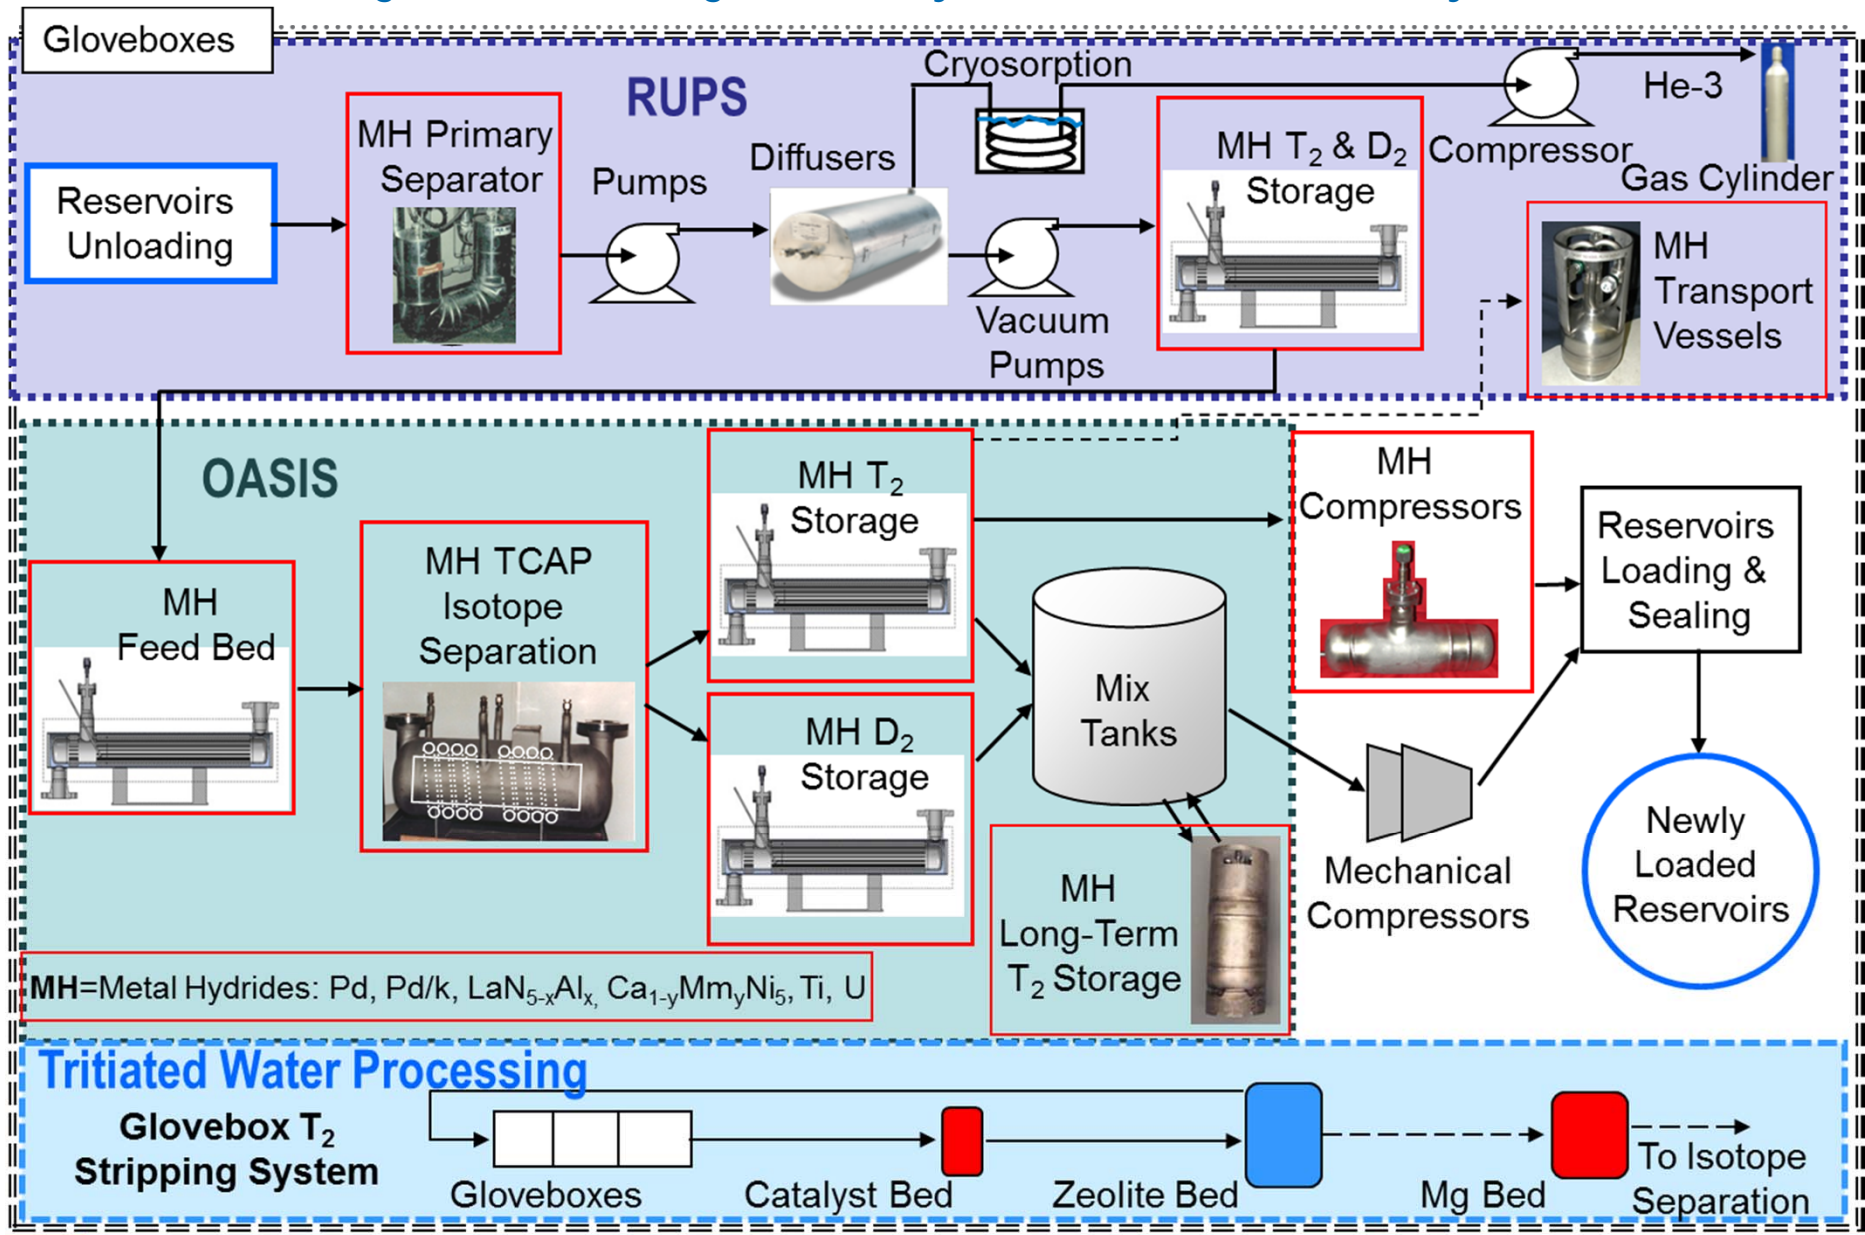 Gloveboxes
RUPS
Cryosorption
He-3
MH Primary
Separator
Pumps
Diffusers
MH T2 & D2
Storage
Compressor
Gas Cylinder
Reservoirs
Unloading
Vacuum
Pumps
MH
Transport
Vessels
OASIS
MH T2
Storage
MH
Compressors
Reservoirs
Loading &
Sealing
MH
Feed Bed
MH TCAP
Isotope
Separation
Mix
Tanks
MH D2
Storage
Newly
Loaded
Reservoirs
Mechanical
Compressors
MH
Long-Term
T2 Storage
MH=Metal Hydrides: Pd, Pd/k, LaN5-xAlx, Ca1-yMmyNi5, Ti, U
Tritiated Water Processing
Glovebox T2
Stripping System
Gloveboxes
Catalyst Bed
Zeolite Bed
Mg Bed
To Isotope
Separation